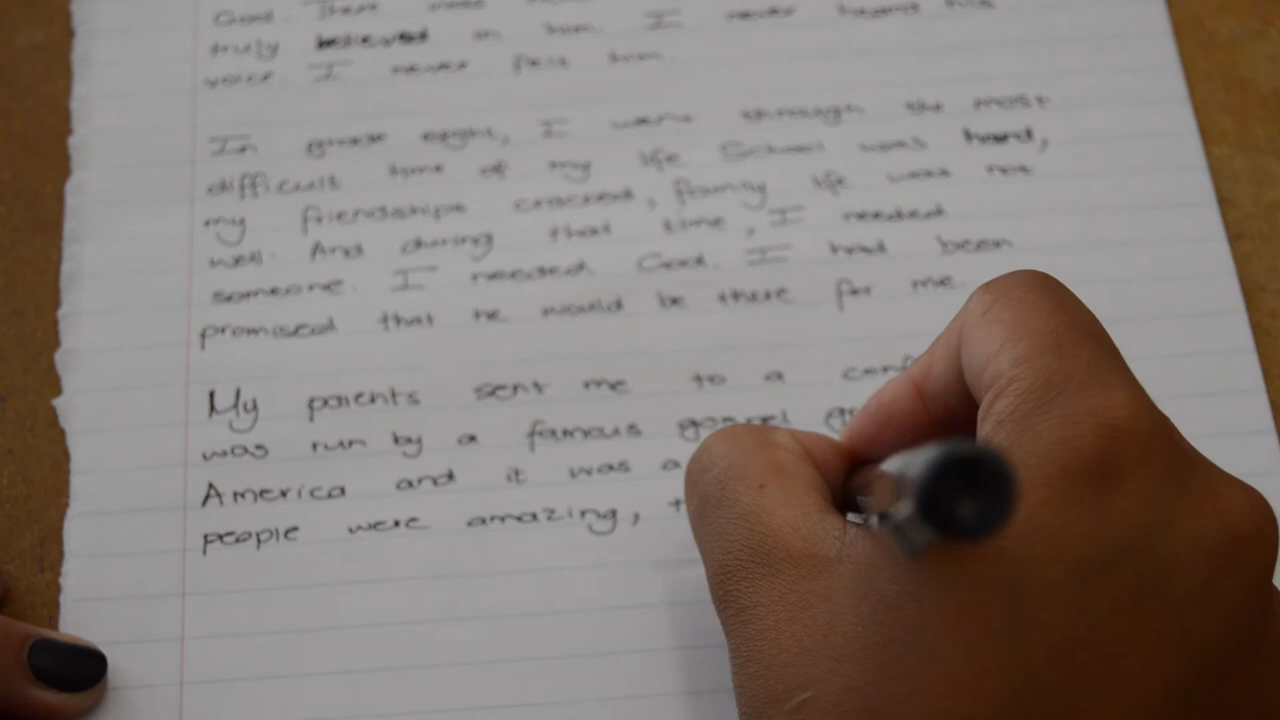 God. There were
truly believed in him. I never heard his
voice. I never felt him.
In grade eight, I went through the most
difficult time of my life School was hard,
my friendships cracked, family life was not
well. And during that time, I needed
someone. I needed God. I had been
promised that he would be there for me.
My parents sent me to a
was run by a famous gospel
America and it was a
people were amazing,